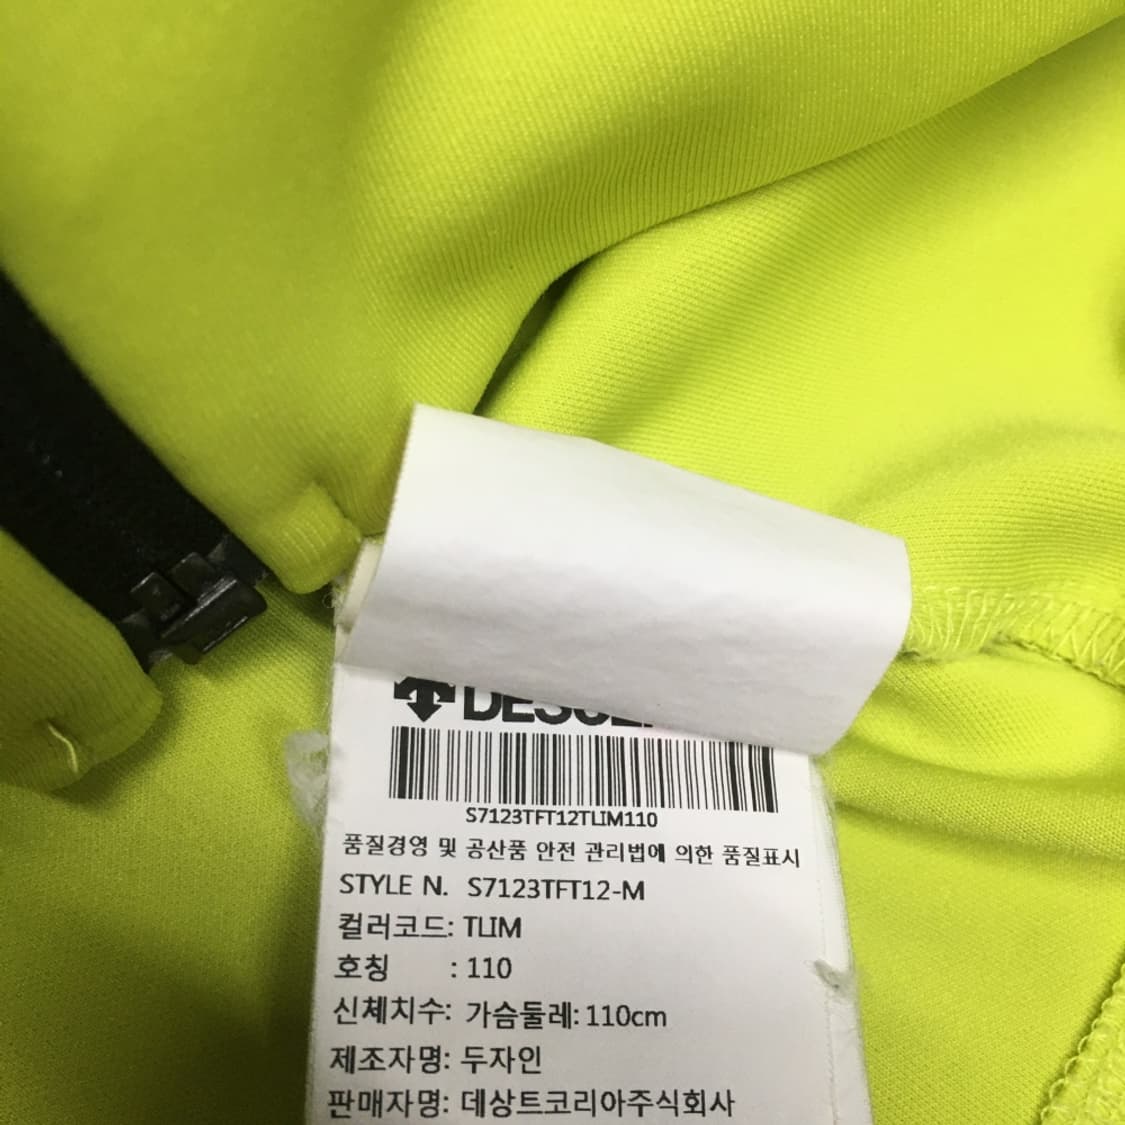 S7123TFT12TLIM110
품질경영 및 공산품 안전 관리법에 의한 품질표시
STYLE N. S7123TFT12-M
컬러코드: TLIM
호칭 : 110
신체치수: 가슴둘레: 110cm
제조자명: 두자인
판매자명: 데상트코리아주식회사